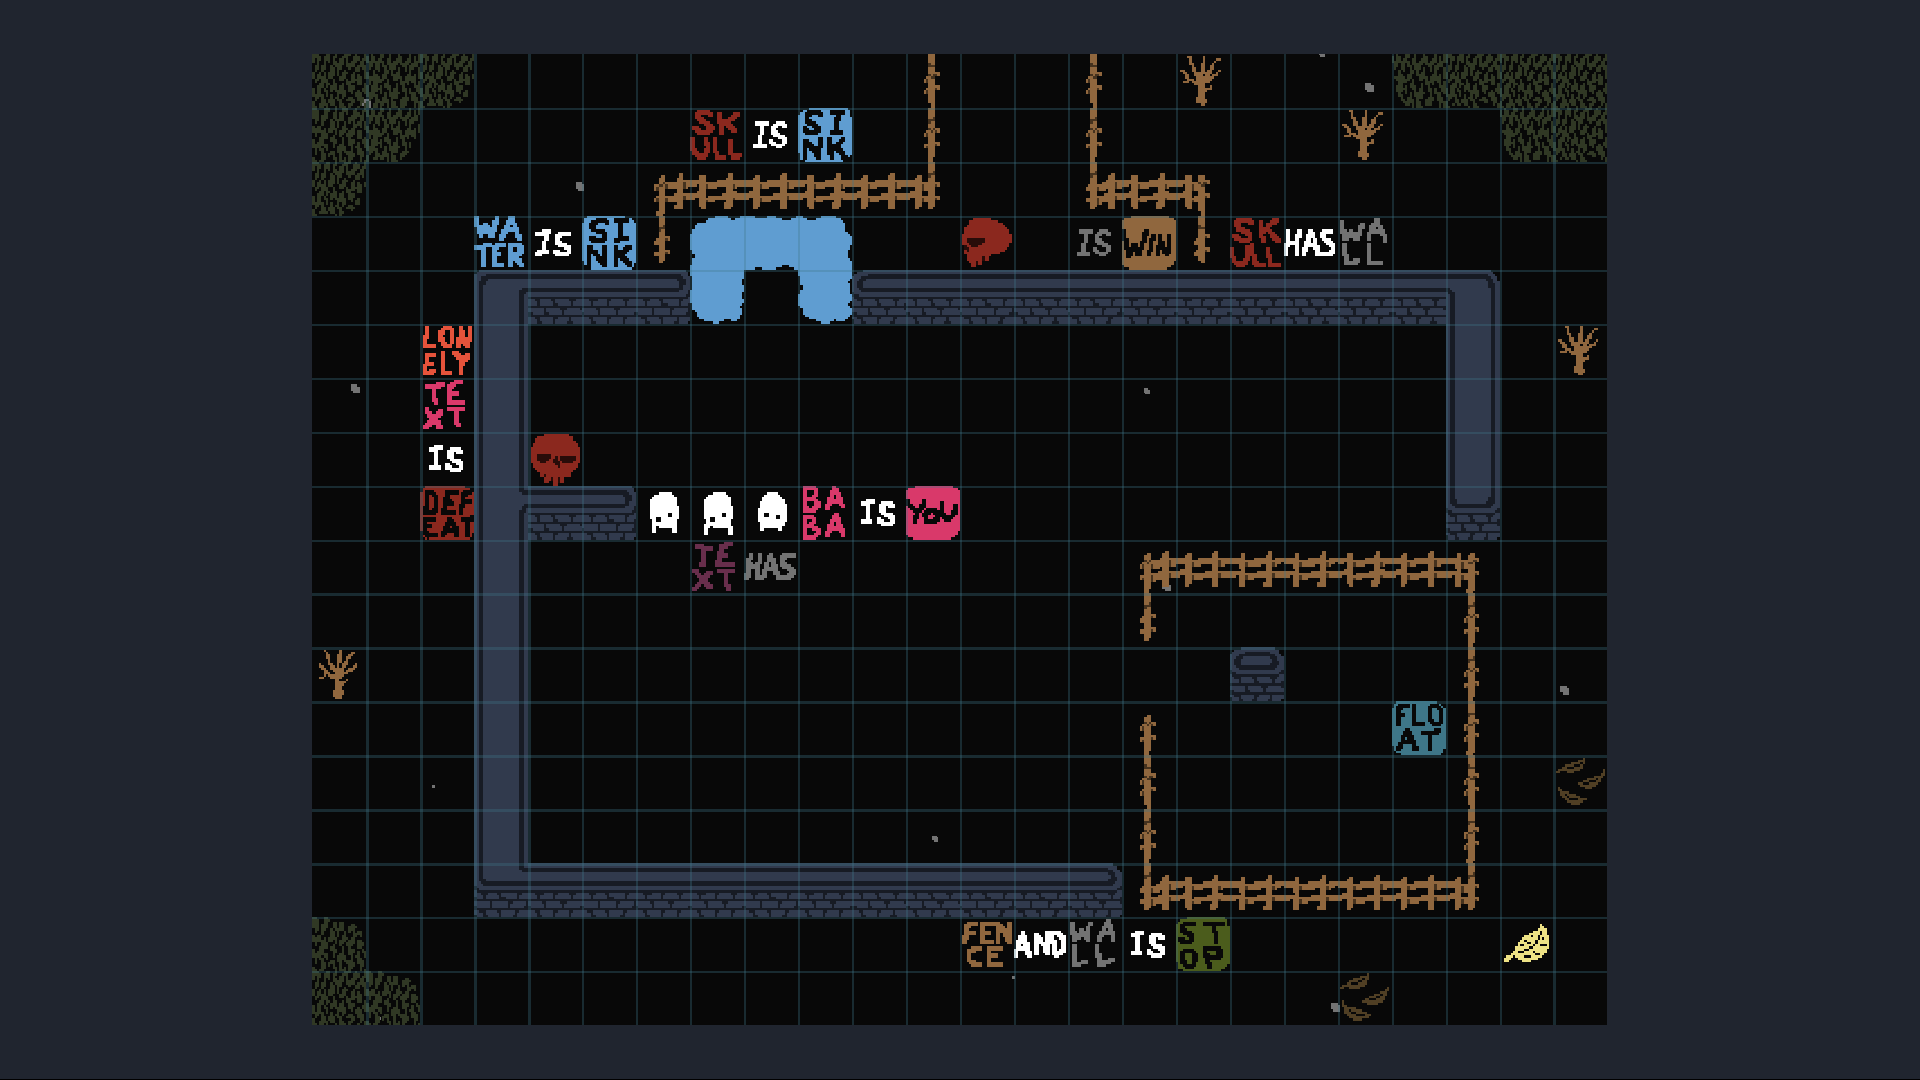 SKULL IS SINK
WATER IS SINK
IS WIN
SKULL HAS WALL
LONELY
TEXT
IS
DEFEAT
BABA IS YOU
TEXT HAS
FLOAT
FENCE AND WALL IS STOP